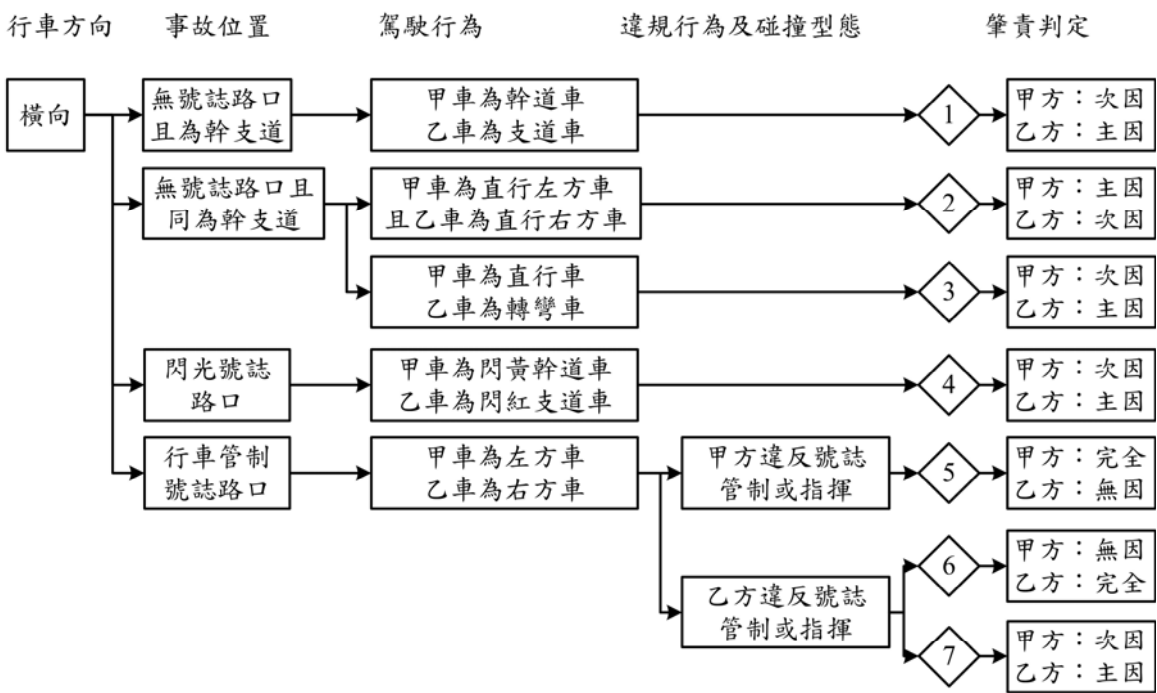 行車方向 事故位置 駕駛行為 違規行為及碰撞型態 肇責判定
橫向
無號誌路口
且為幹支道
甲車為幹道車
乙車為支道車
1
甲方：次因
乙方：主因
無號誌路口且
同為幹支道
甲車為直行左方車
且乙車為直行右方車
2
甲方：主因
乙方：次因
甲車為直行車
乙車為轉彎車
3
甲方：次因
乙方：主因
閃光號誌
路口
甲車為閃黃幹道車
乙車為閃紅支道車
4
甲方：次因
乙方：主因
行車管制
號誌路口
甲車為左方車
乙車為右方車
甲方違反號誌
管制或指揮
5
甲方：完全
乙方：無因
乙方違反號誌
管制或指揮
6
甲方：無因
乙方：完全
7
甲方：次因
乙方：主因